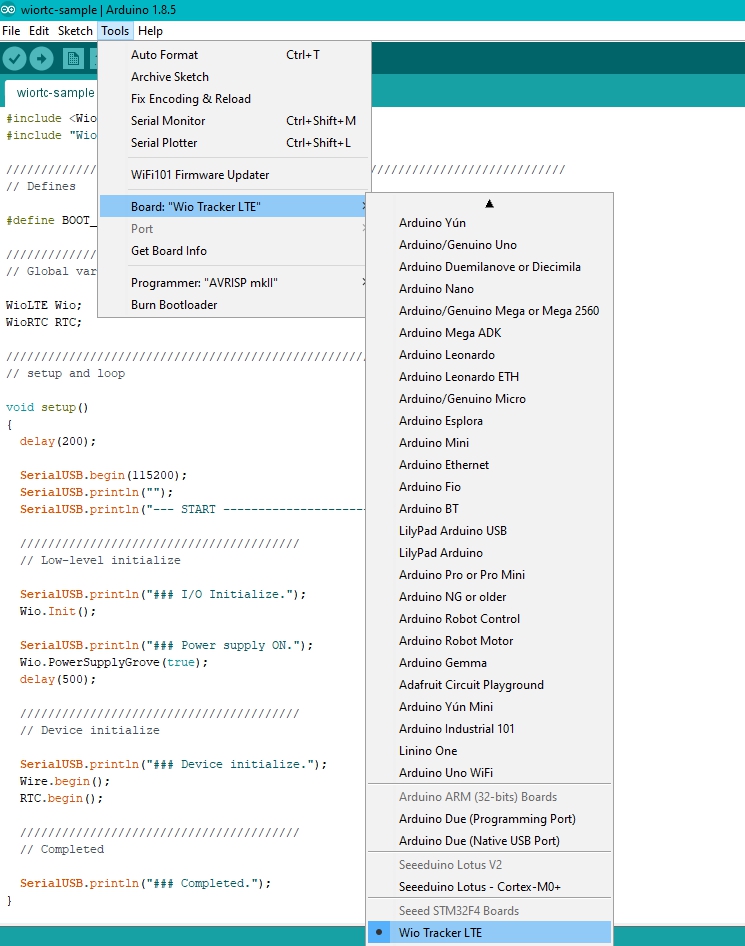 wiortc-sample | Arduino 1.8.5
File Edit Sketch Tools Help
wiortc-sample
Auto Format Ctrl+T
Archive Sketch
Fix Encoding & Reload
Serial Monitor Ctrl+Shift+M
Serial Plotter Ctrl+Shift+L
WiFi101 Firmware Updater
Board: "Wio Tracker LTE"
Port
Get Board Info
Programmer: "AVRISP mkII"
Burn Bootloader
Arduino Yún
Arduino/Genuino Uno
Arduino Duemilanove or Diecimila
Arduino Nano
Arduino/Genuino Mega or Mega 2560
Arduino Mega ADK
Arduino Leonardo
Arduino Leonardo ETH
Arduino/Genuino Micro
Arduino Esplora
Arduino Mini
Arduino Ethernet
Arduino Fio
Arduino BT
LilyPad Arduino USB
LilyPad Arduino
Arduino Pro or Pro Mini
Arduino NG or older
Arduino Robot Control
Arduino Robot Motor
Arduino Gemma
Adafruit Circuit Playground
Arduino Yún Mini
Arduino Industrial 101
Linino One
Arduino Uno WiFi
Arduino ARM (32-bits) Boards
Arduino Due (Programming Port)
Arduino Due (Native USB Port)
Seeeduino Lotus V2
Seeeduino Lotus - Cortex-M0+
Seeed STM32F4 Boards
Wio Tracker LTE
#include <Wio
#include "Wio
// Defines
#define BOOT_
// Global var
WioLTE Wio;
WioRTC RTC;
// setup and loop
void setup()
{
delay(200);
SerialUSB.begin(115200);
SerialUSB.println("");
SerialUSB.println("--- START ---------------------
////////////////////////////////////////
// Low-level initialize
SerialUSB.println("### I/O Initialize.");
Wio.Init();
SerialUSB.println("### Power supply ON.");
Wio.PowerSupplyGrove(true);
delay(500);
////////////////////////////////////////
// Device initialize
SerialUSB.println("### Device initialize.");
Wire.begin();
RTC.begin();
////////////////////////////////////////
// Completed
SerialUSB.println("### Completed.");
}